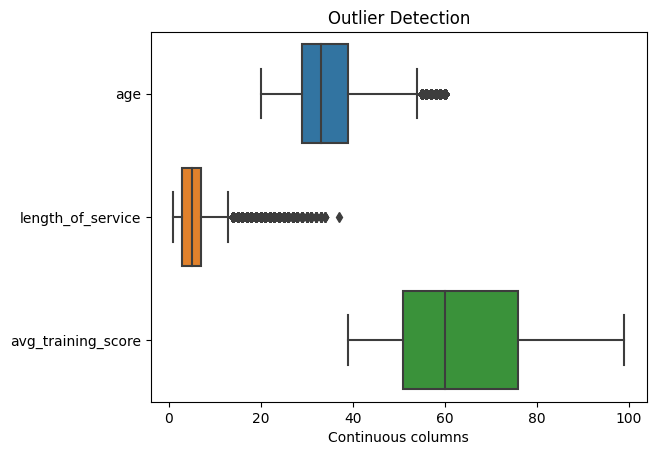 Outlier Detection
age
length_of_service
avg_training_score
0 20 40 60 80 100
Continuous columns